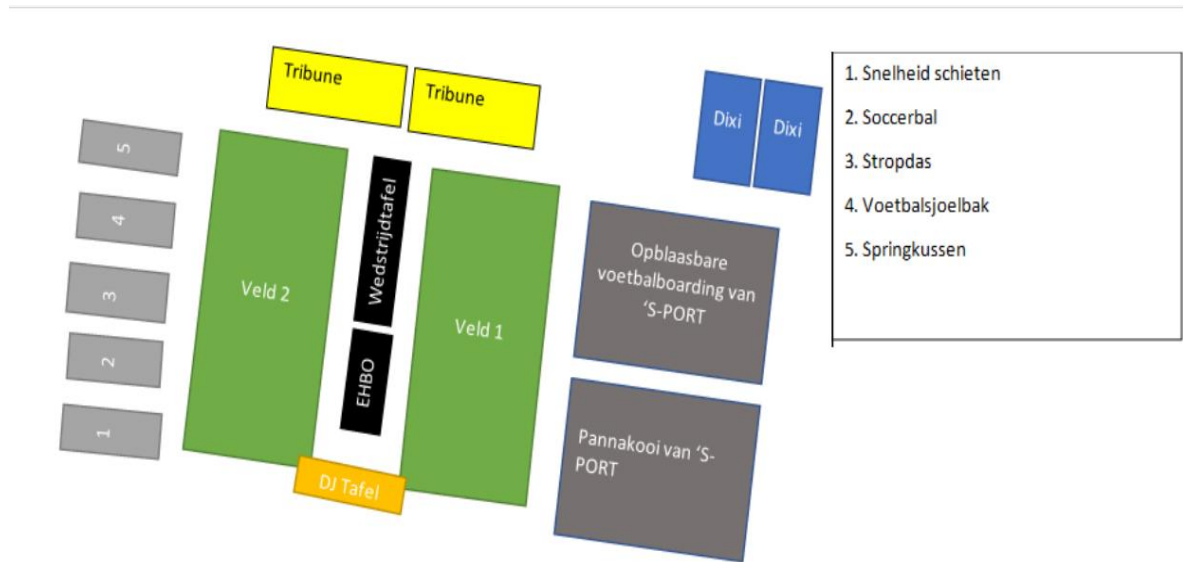 Tribune
Tribune
Dixi
Dixi
1. Snelheid schieten
2. Soccerbal
3. Stropdas
4. Voetbalsjoelbak
5. Springkussen
5
4
3
2
1
Veld 2
Wedstrijdtafel
EHBO
Veld 1
DJ Tafel
Opblaasbare
voetbalboarding van
‘S-PORT
Pannakooi van ‘S-
PORT